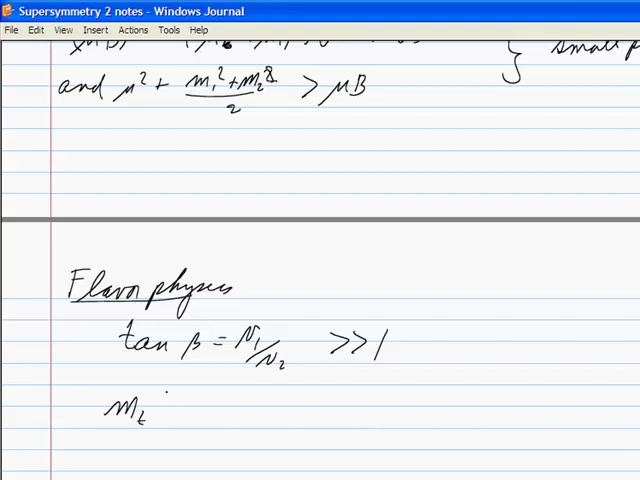 Supersymmetry 2 notes - Windows Journal
File Edit View Insert Actions Tools Help
small
and μ² + (m₁² + m₂²)/2 > μB
Flavor physics
tan β = v₁/v₂ >> 1
m_t